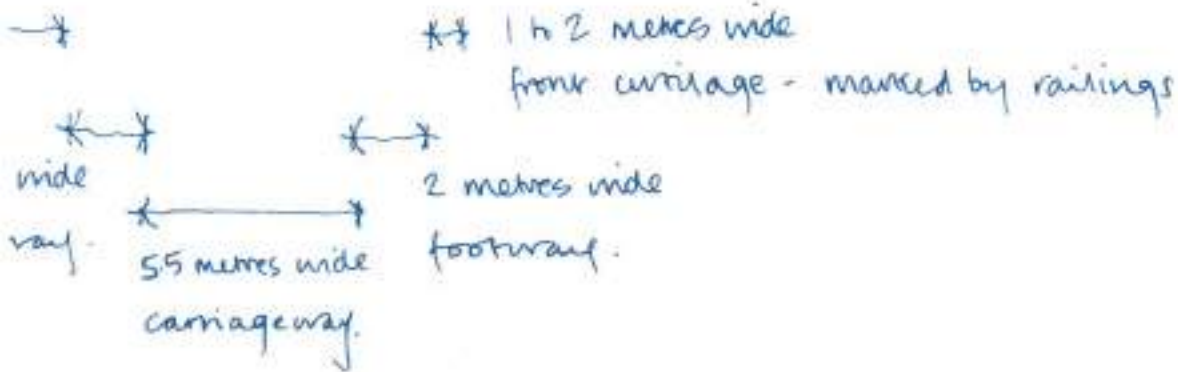 1 to 2 metres wide
front curtilage - marked by railings
wide
2 metres wide
way.
footway.
5.5 metres wide
carriageway.